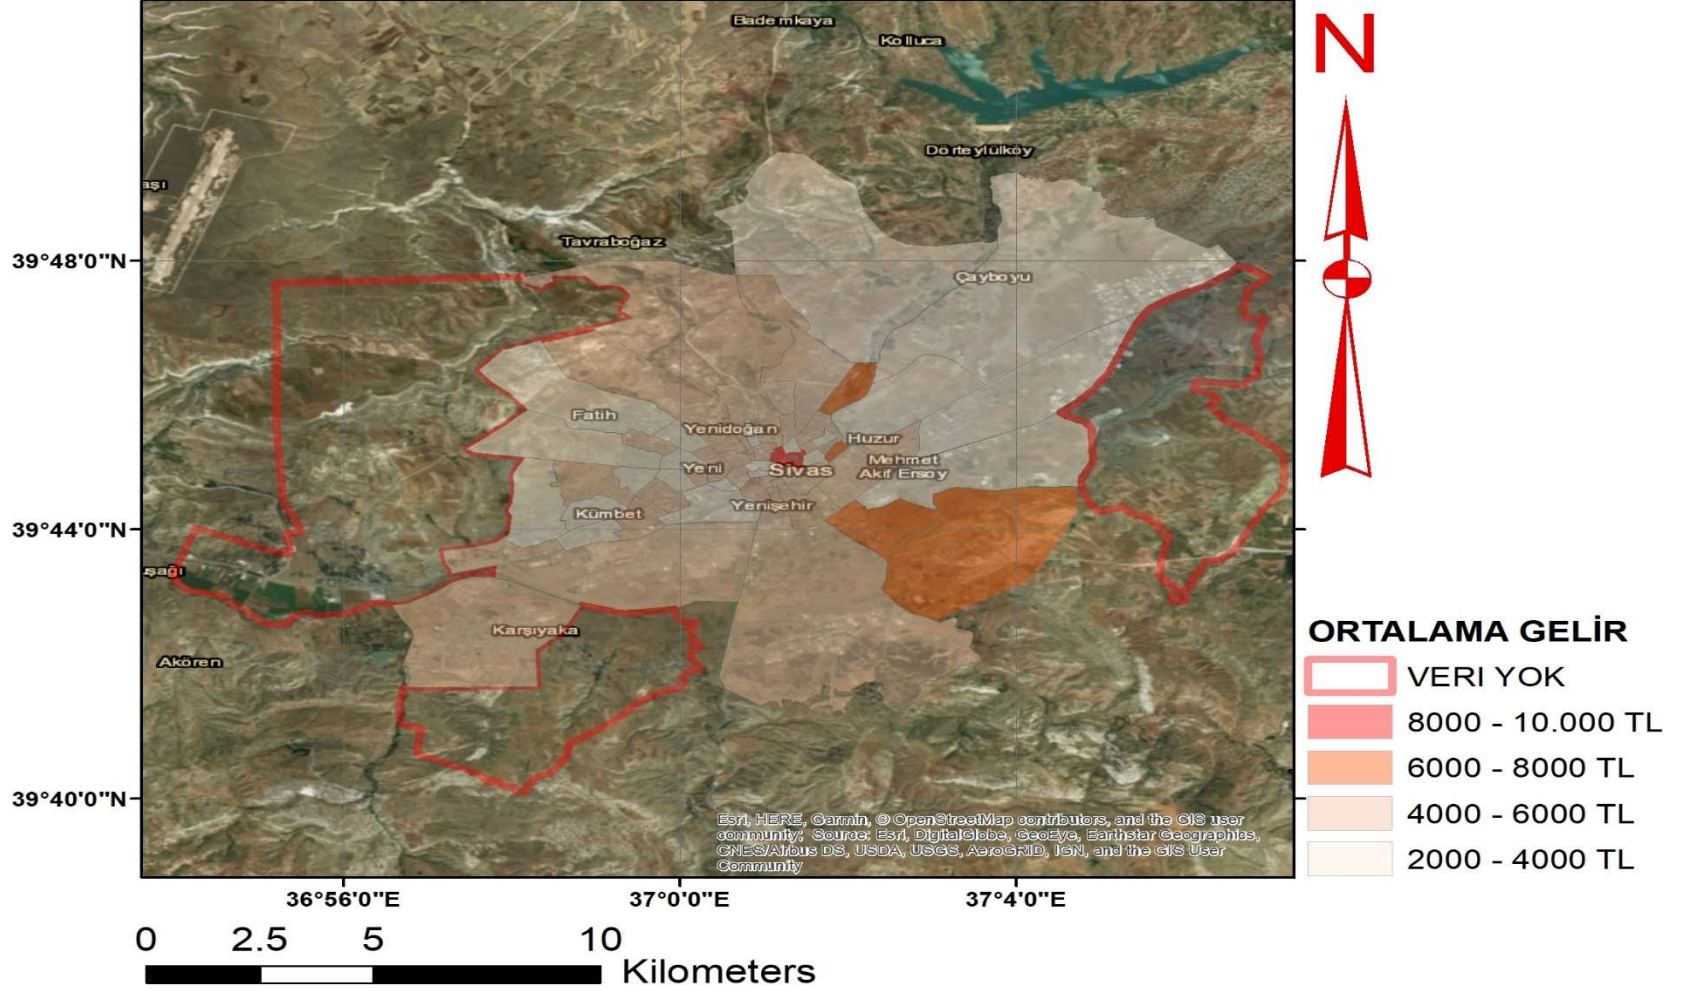 Bademkaya
Kolluca
N
Dörteylülköy
aşı
Tavraboğaz
39°48'0"N
Çayboyu
Fatih
Yenidoğan
Huzur
Yeni
Sivas
Mehmet
Akif Ersoy
Yenişehir
Kümbet
39°44'0"N
uşağı
Karşıyaka
Akören
39°40'0"N
Esri, HERE, Garmin, © OpenStreetMap contributors, and the GIS user
community; Source: Esri, DigitalGlobe, GeoEye, Earthstar Geographics,
CNES/Airbus DS, USDA, USGS, AeroGRID, IGN, and the GIS User
Community
36°56'0"E
37°0'0"E
37°4'0"E
0 2.5 5 10
Kilometers
ORTALAMA GELİR
VERI YOK
8000 - 10.000 TL
6000 - 8000 TL
4000 - 6000 TL
2000 - 4000 TL